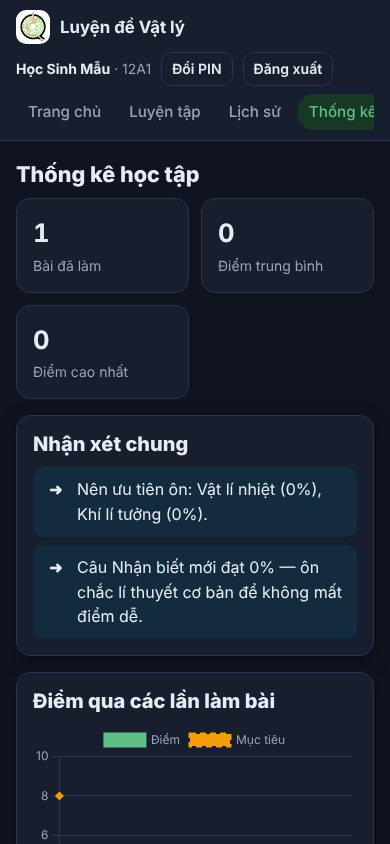 Luyện đề Vật lý
Học Sinh Mẫu · 12A1 Đổi PIN Đăng xuất
Trang chủ Luyện tập Lịch sử Thống kê
Thống kê học tập
1
Bài đã làm
0
Điểm trung bình
0
Điểm cao nhất
Nhận xét chung
➜ Nên ưu tiên ôn: Vật lí nhiệt (0%),
Khí lí tưởng (0%).
➜ Câu Nhận biết mới đạt 0% — ôn
chắc lí thuyết cơ bản để không mất
điểm dễ.
Điểm qua các lần làm bài
Điểm Mục tiêu
10
8
6